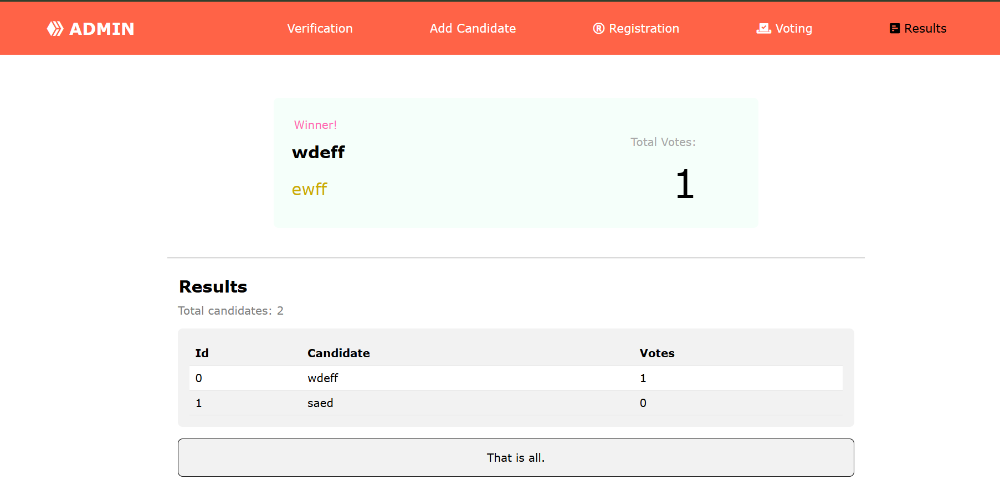 ADMIN Verification Add Candidate ® Registration Voting Results
Winner!
wdeff
ewff
Total Votes:
1
Results
Total candidates: 2
Id Candidate Votes
0 wdeff 1
1 saed 0
That is all.